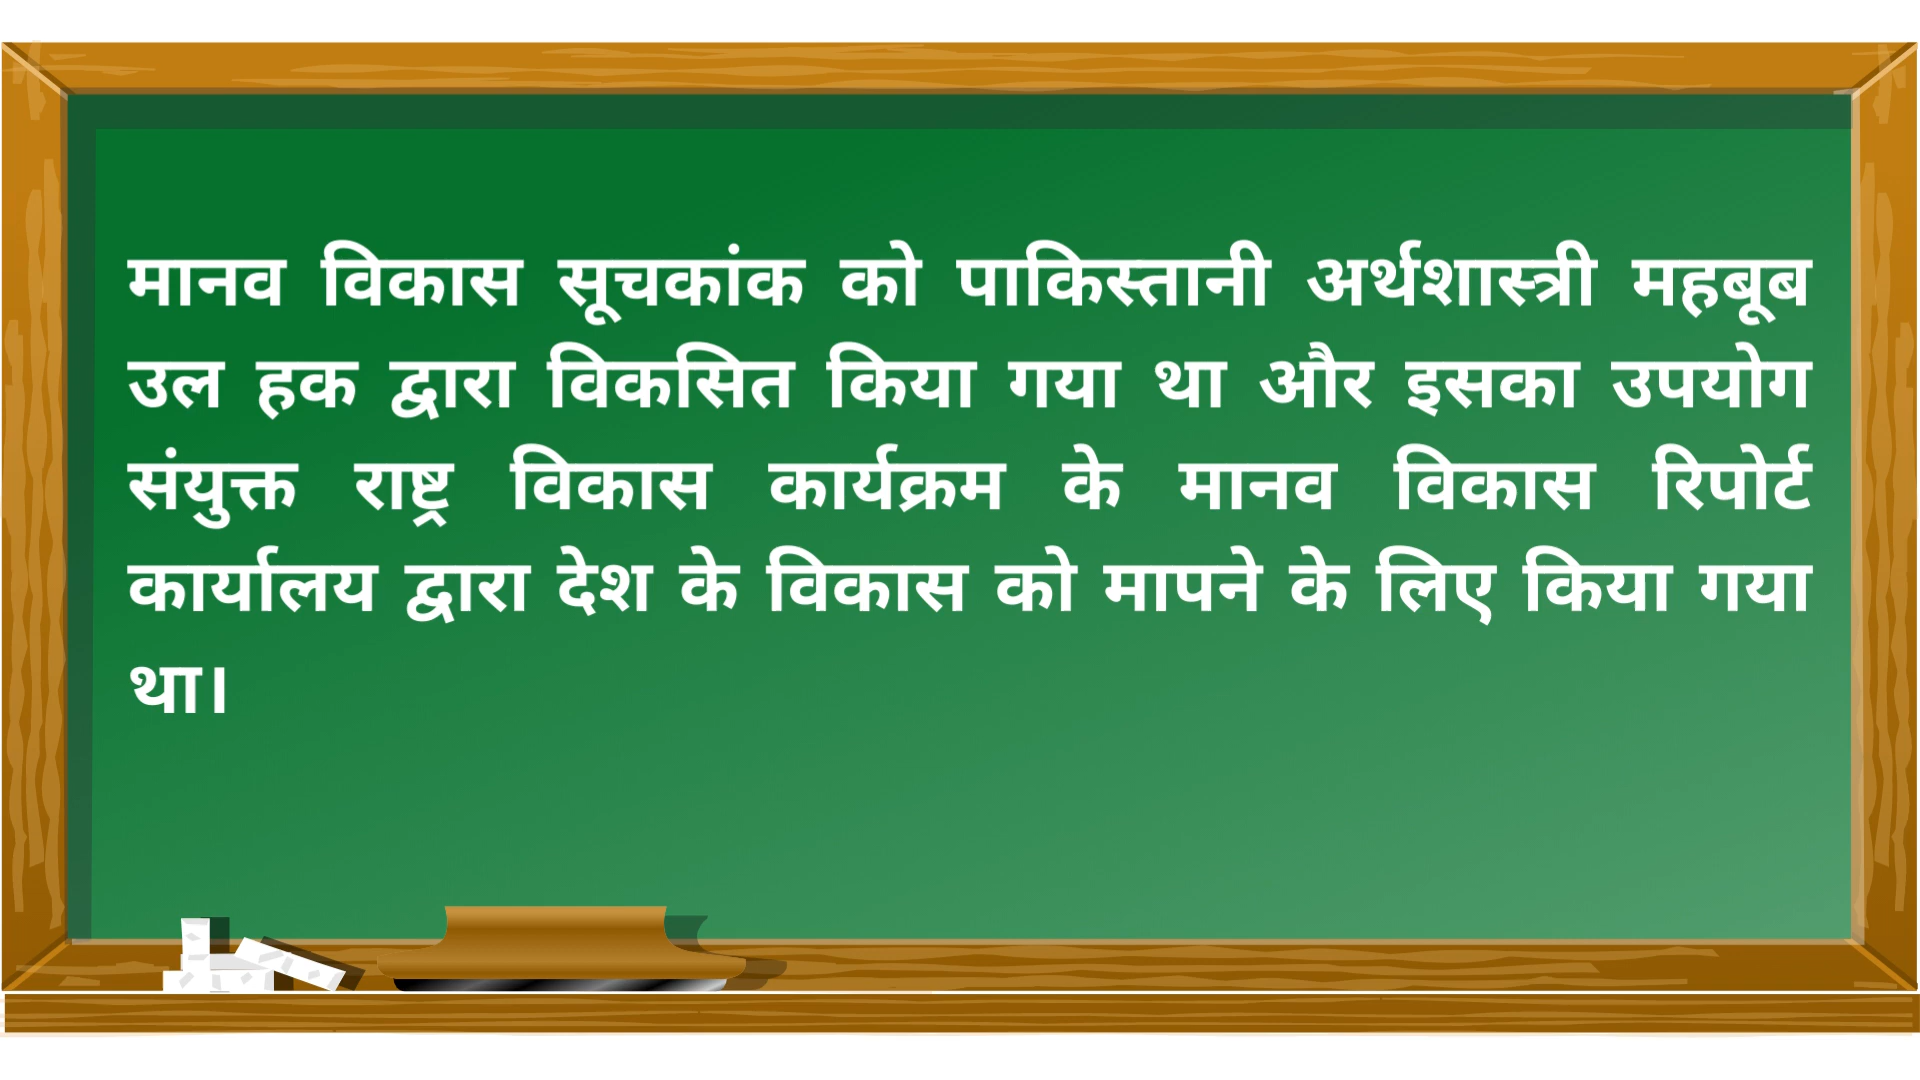 मानव विकास सूचकांक को पाकिस्तानी अर्थशास्त्री महबूब
उल हक द्वारा विकसित किया गया था और इसका उपयोग
संयुक्त राष्ट्र विकास कार्यक्रम के मानव विकास रिपोर्ट
कार्यालय द्वारा देश के विकास को मापने के लिए किया गया
था।